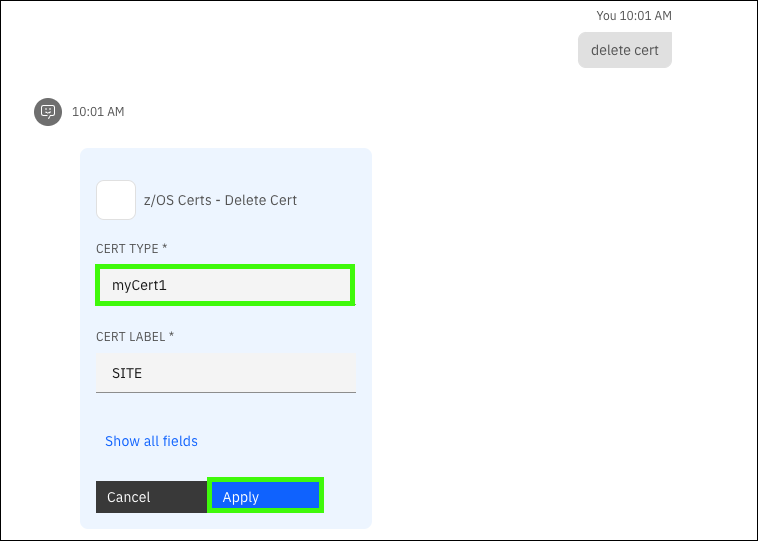 You 10:01 AM
delete cert
10:01 AM
z/OS Certs - Delete Cert
CERT TYPE *
myCert1
CERT LABEL *
SITE
Show all fields
Cancel
Apply